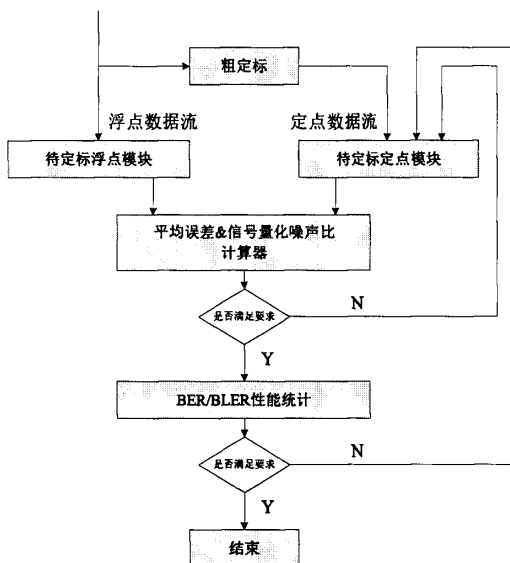 粗定标
浮点数据流
定点数据流
待定标浮点模块
待定标定点模块
平均误差&信号量化噪声比
计算器
是否满足要求
N
Y
BER/BLER性能统计
是否满足要求
N
Y
结束